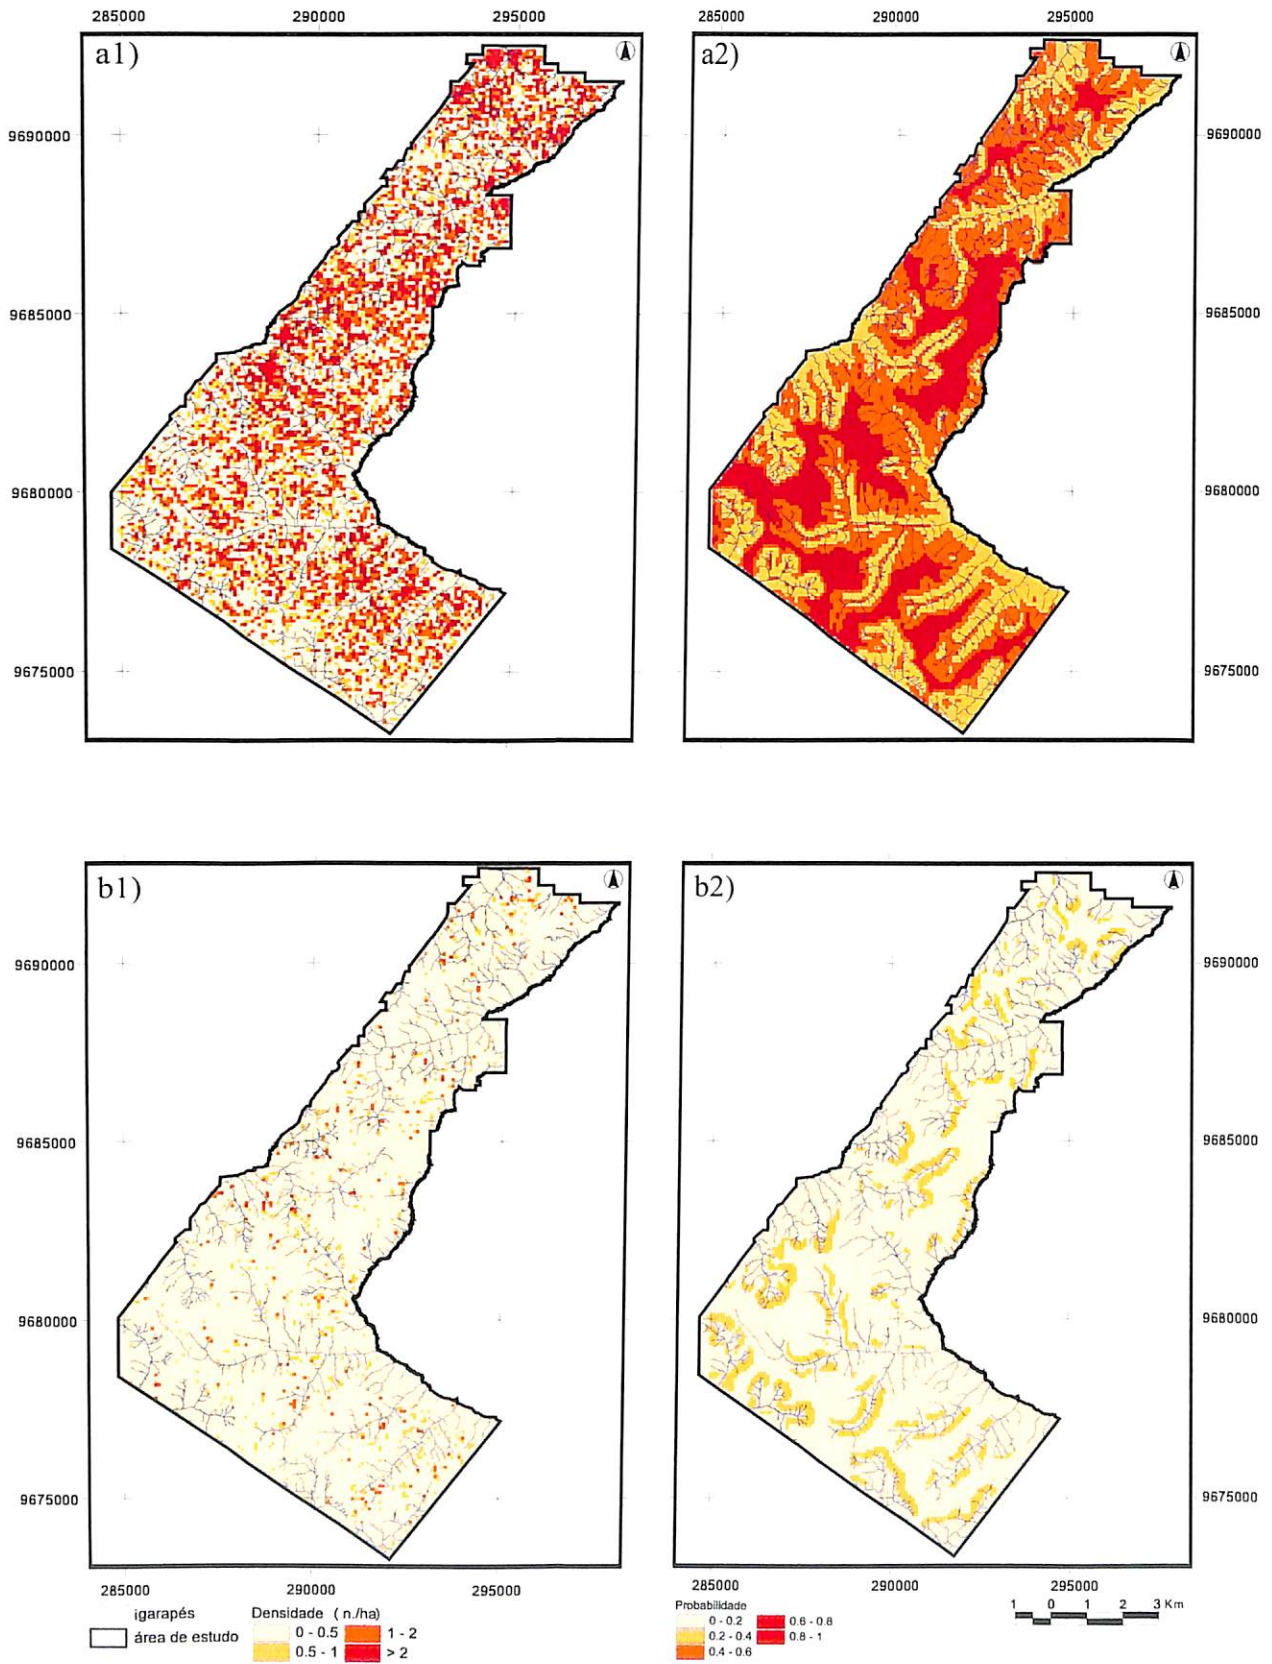 285000 290000 295000
285000 290000 295000
a1)
a2)
9690000
9690000
9685000
9685000
9680000
9680000
9675000
9675000
b1)
b2)
9690000
9690000
9685000
9685000
9680000
9680000
9675000
9675000
285000 290000 295000
285000 290000 295000
igarapés
área de estudo
Densidade ( n./ha)
0 - 0.5 1 - 2
0.5 - 1 > 2
Probabilidade
0 - 0.2 0.6 - 0.8
0.2 - 0.4 0.8 - 1
0.4 - 0.6
1 0 1 2 3 Km